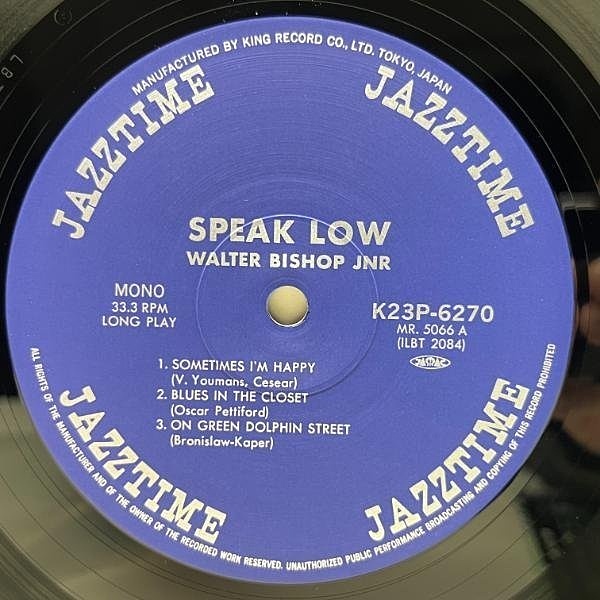 MANUFACTURED BY KING RECORD CO., LTD. TOKYO, JAPAN
JAZZTIME
JAZZTIME
SPEAK LOW
WALTER BISHOP JNR
MONO
33.3 RPM
LONG PLAY
K23P-6270
MR. 5066 A
(ILBT 2084)
1. SOMETIMES I'M HAPPY
(V. Youmans, Cesear)
2. BLUES IN THE CLOSET
(Oscar Pettiford)
3. ON GREEN DOLPHIN STREET
(Bronislaw-Kaper)
JAZZTIME
JAZZTIME
ALL RIGHTS OF THE MANUFACTURER AND OF THE OWNER OF THE RECORDED WORK RESERVED. UNAUTHORIZED PUBLIC PERFORMANCE BROADCASTING AND COPYING OF THIS RECORD PROHIBITED